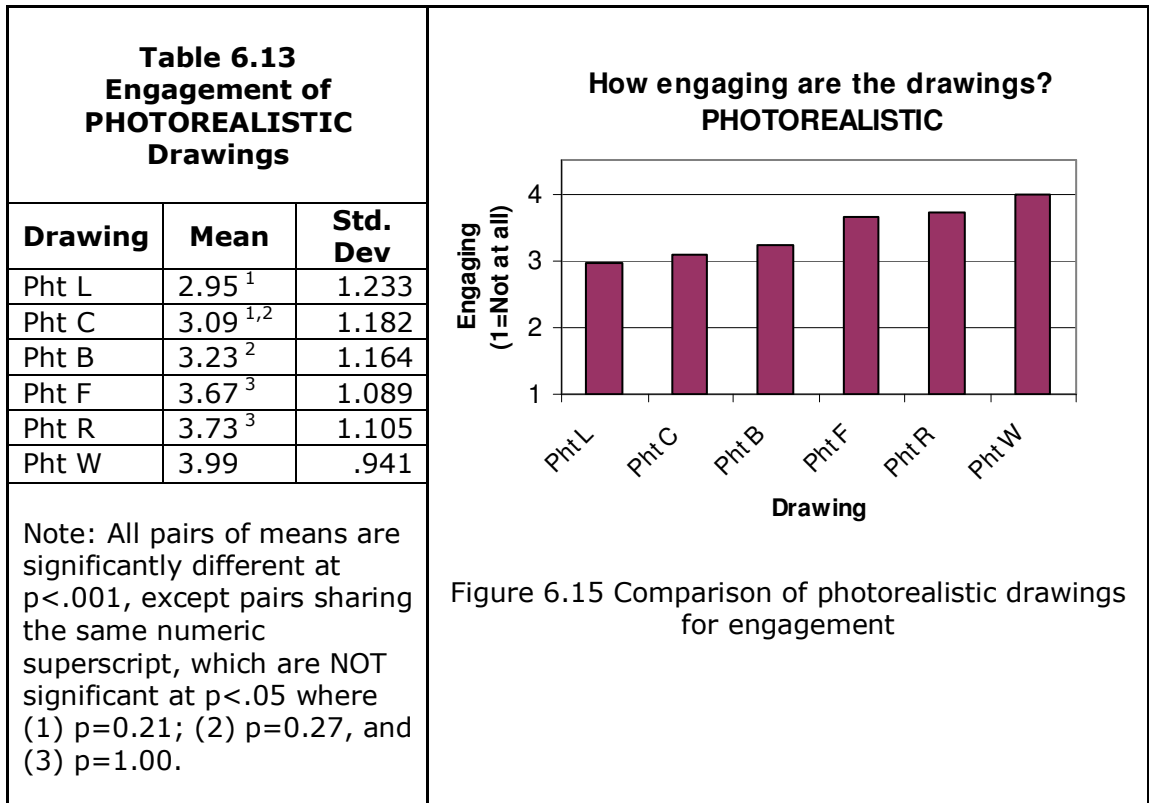 Table 6.13
Engagement of
PHOTOREALISTIC
Drawings
Drawing Mean Std. Dev
Pht L 2.95 1 1.233
Pht C 3.09 1,2 1.182
Pht B 3.23 2 1.164
Pht F 3.67 3 1.089
Pht R 3.73 3 1.105
Pht W 3.99 .941
Note: All pairs of means are
significantly different at
p<.001, except pairs sharing
the same numeric
superscript, which are NOT
significant at p<.05 where
(1) p=0.21; (2) p=0.27, and
(3) p=1.00.
How engaging are the drawings?
PHOTOREALISTIC
Engaging
(1=Not at all)
4
3
2
1
Pht L
Pht C
Pht B
Pht F
Pht R
Pht W
Drawing
Figure 6.15 Comparison of photorealistic drawings
for engagement